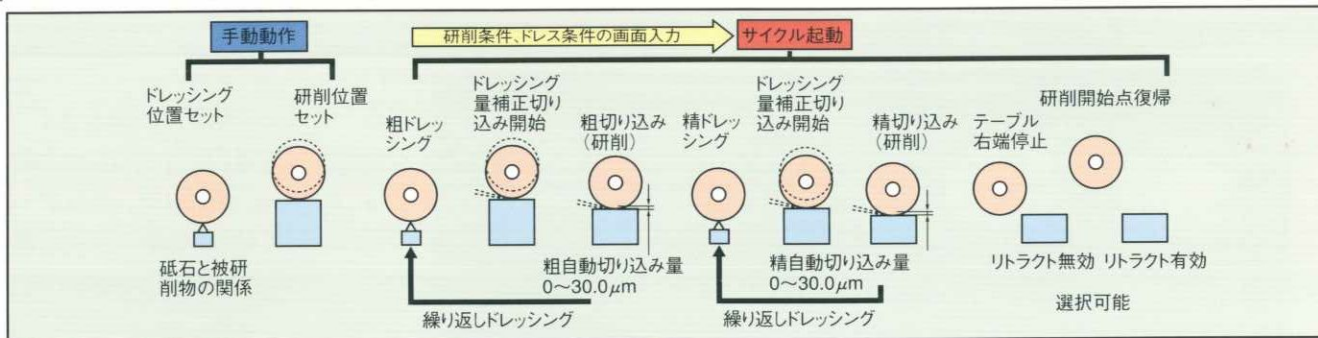 手動動作
研削条件、ドレス条件の画面入力
サイクル起動
ドレッシング
位置セット
研削位置
セット
粗ドレッ
シング
ドレッシング
量補正切り
込み開始
粗切り込み
(研削)
精ドレッ
シング
ドレッシング
量補正切り
込み開始
精切り込み
(研削)
テーブル
右端停止
研削開始点復帰
砥石と被研
削物の関係
粗自動切り込み量
0〜30.0μm
繰り返しドレッシング
精自動切り込み量
0〜30.0μm
繰り返しドレッシング
リトラクト無効
リトラクト有効
選択可能